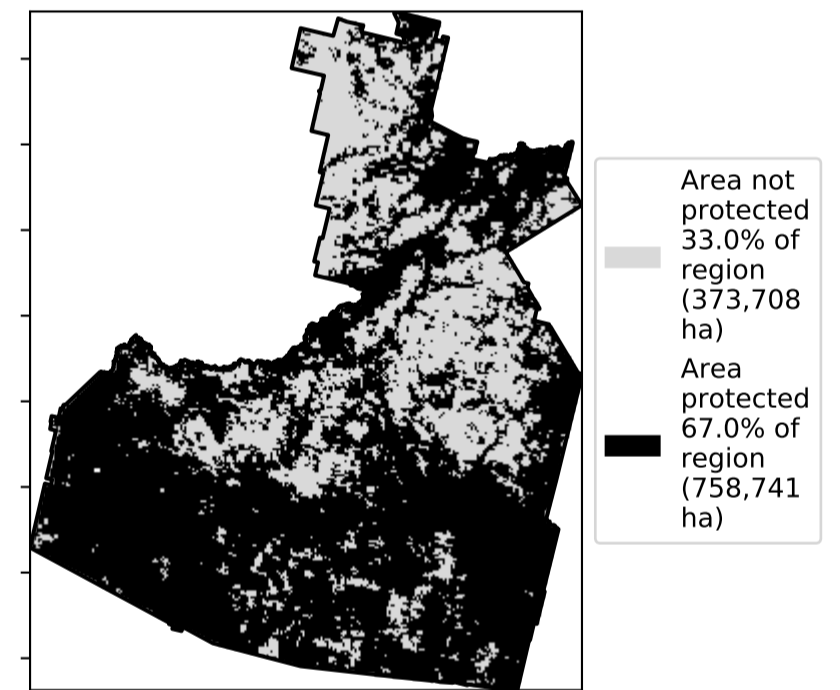 Area not
protected
33.0% of
region
(373,708
ha)
Area
protected
67.0% of
region
(758,741
ha)